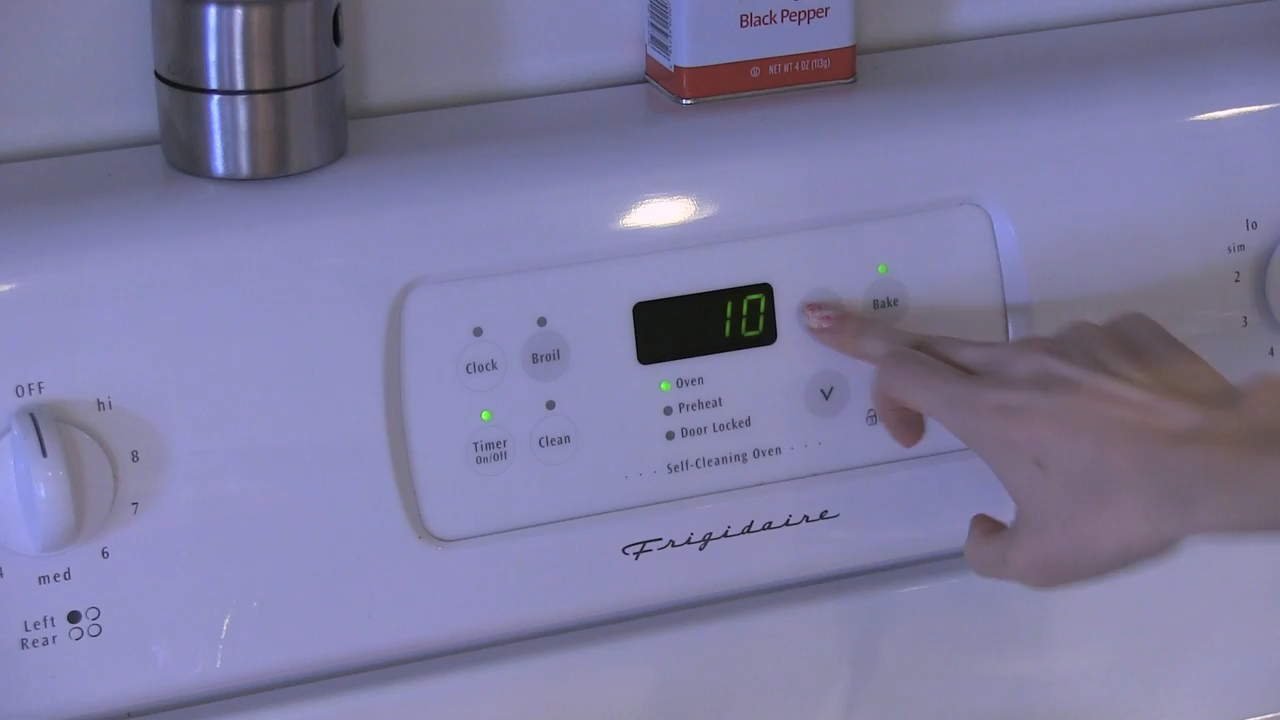 Black Pepper
NET WT 4 OZ (113g)
10
Bake
Clock
Broil
Oven
Preheat
Door Locked
Timer
On/Off
Clean
Self-Cleaning Oven
Frigidaire
OFF
hi
8
7
6
med
Left
Rear
lo
sim
2
3
4